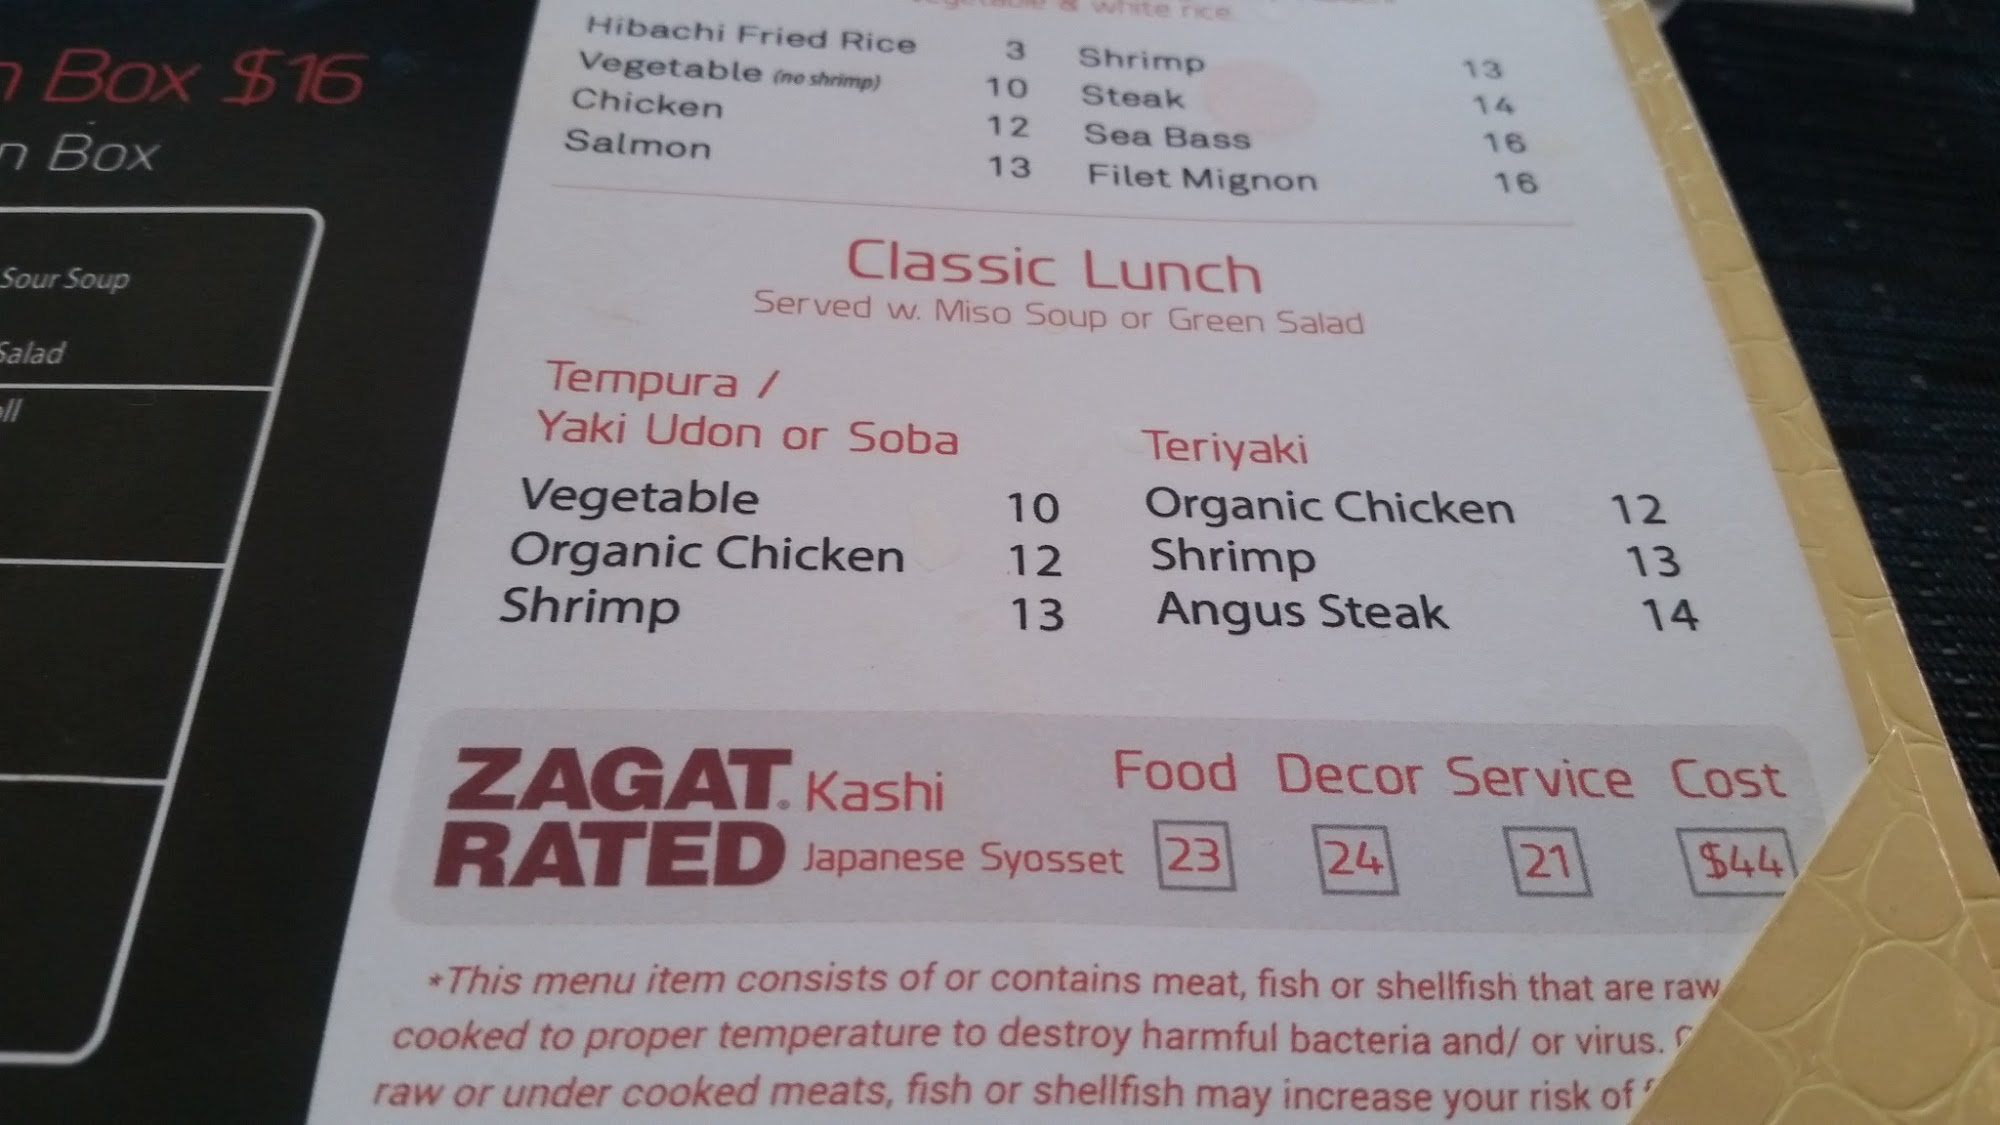 Box $16
Box
Sour Soup
Salad
vegetable & white rice
Hibachi Fried Rice 3
Vegetable (no shrimp) 10
Chicken 12
Salmon 13
Shrimp 13
Steak 14
Sea Bass 16
Filet Mignon 16
Classic Lunch
Served w. Miso Soup or Green Salad
Tempura /
Yaki Udon or Soba
Vegetable 10
Organic Chicken 12
Shrimp 13
Teriyaki
Organic Chicken 12
Shrimp 13
Angus Steak 14
ZAGAT® RATED
Kashi
Japanese Syosset
Food Decor Service Cost
23 24 21 $44
*This menu item consists of or contains meat, fish or shellfish that are raw
cooked to proper temperature to destroy harmful bacteria and/ or virus.
raw or under cooked meats, fish or shellfish may increase your risk of